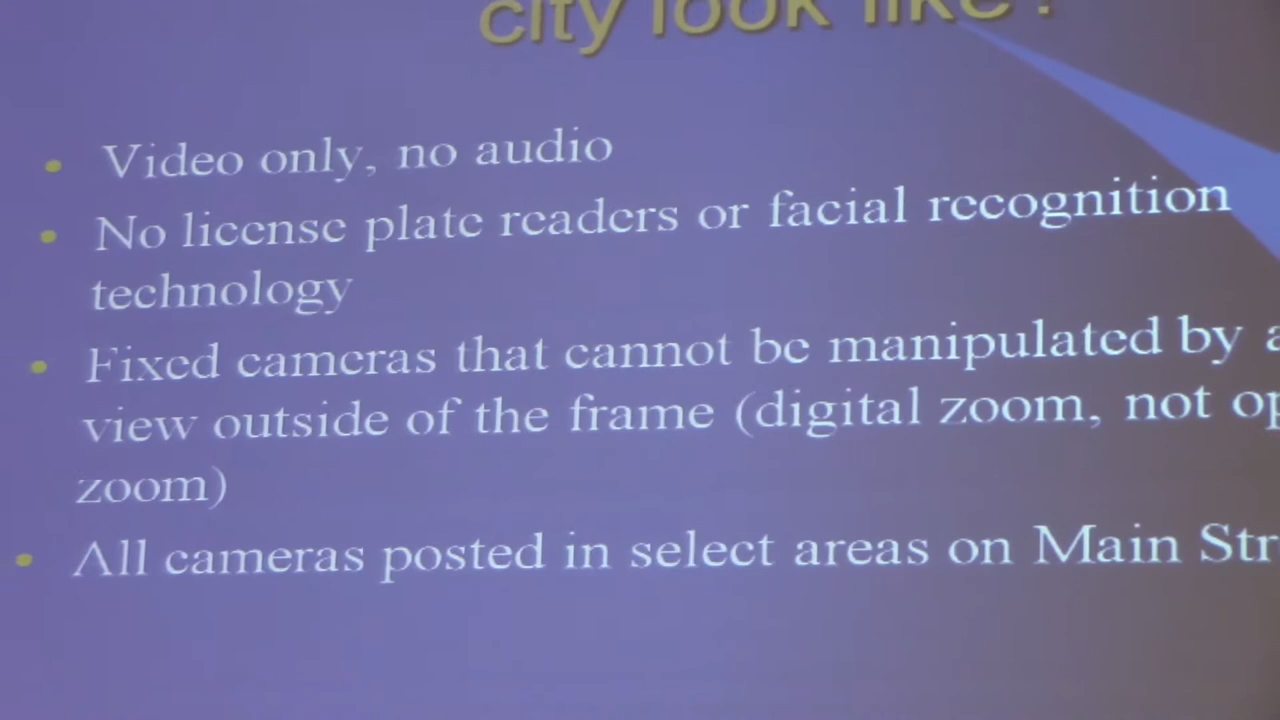 city look like?
Video only, no audio
No license plate readers or facial recognition
technology
Fixed cameras that cannot be manipulated by a
view outside of the frame (digital zoom, not op
zoom)
All cameras posted in select areas on Main Str